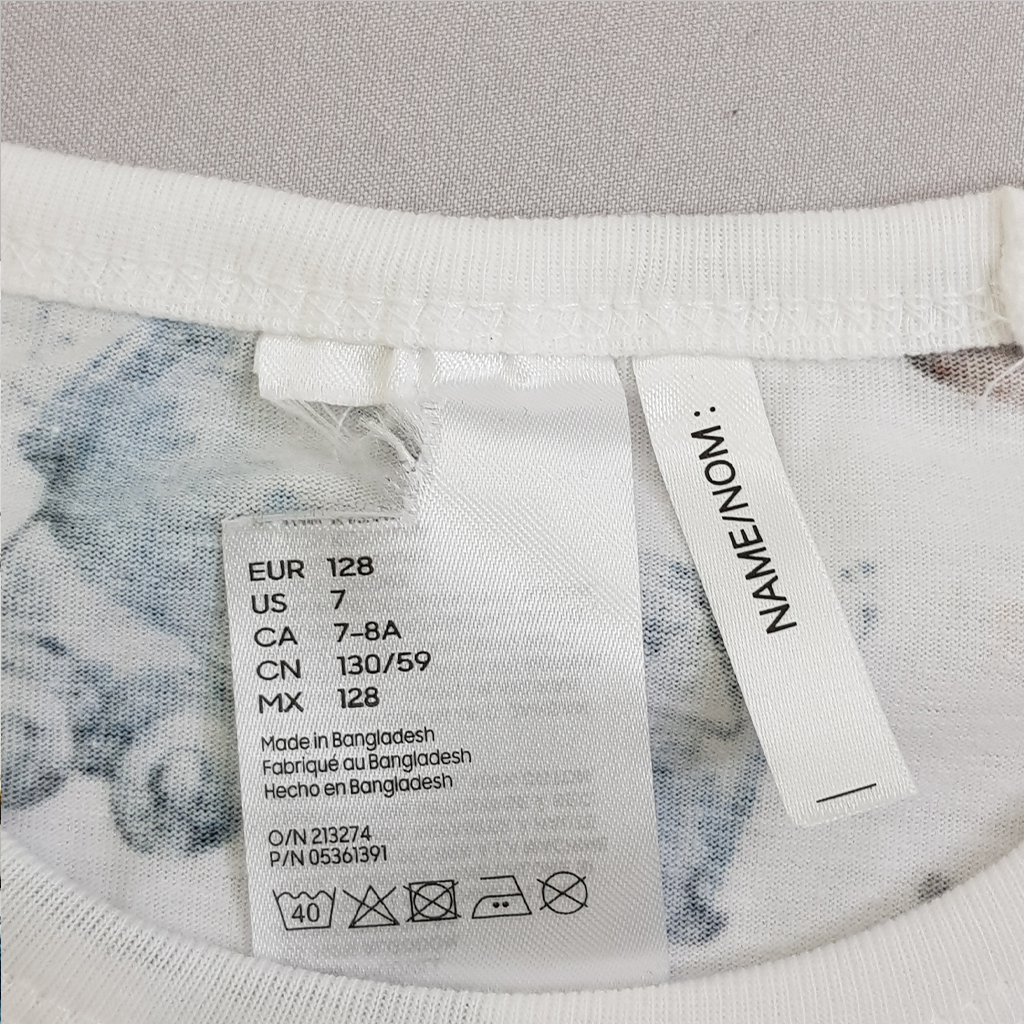 EUR 128
US 7
CA 7-8A
CN 130/59
MX 128
Made in Bangladesh
Fabriqué au Bangladesh
Hecho en Bangladesh
O/N 213274
P/N 05361391
40
NAME/NOM :